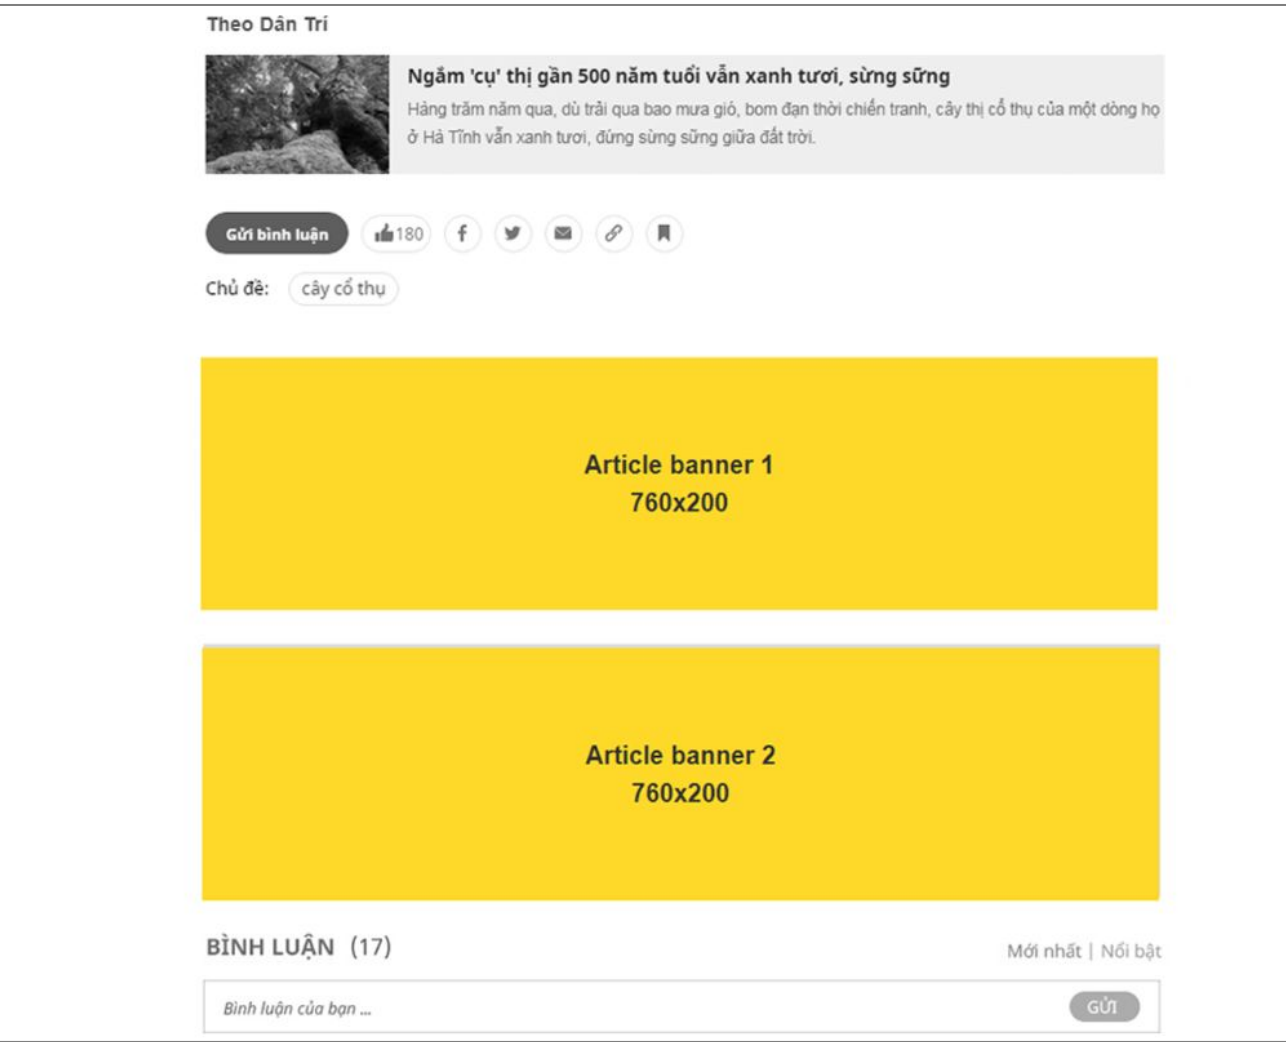 Theo Dân Trí
Ngắm 'cụ' thị gần 500 năm tuổi vẫn xanh tươi, sừng sững
Hàng trăm năm qua, dù trải qua bao mưa gió, bom đạn thời chiến tranh, cây thị cổ thụ của một dòng họ
ở Hà Tĩnh vẫn xanh tươi, đứng sừng sững giữa đất trời.
Gửi bình luận 180
Chủ đề: cây cổ thụ
Article banner 1
760x200
Article banner 2
760x200
BÌNH LUẬN (17)
Mới nhất | Nổi bật
Bình luận của bạn ...
GỬI